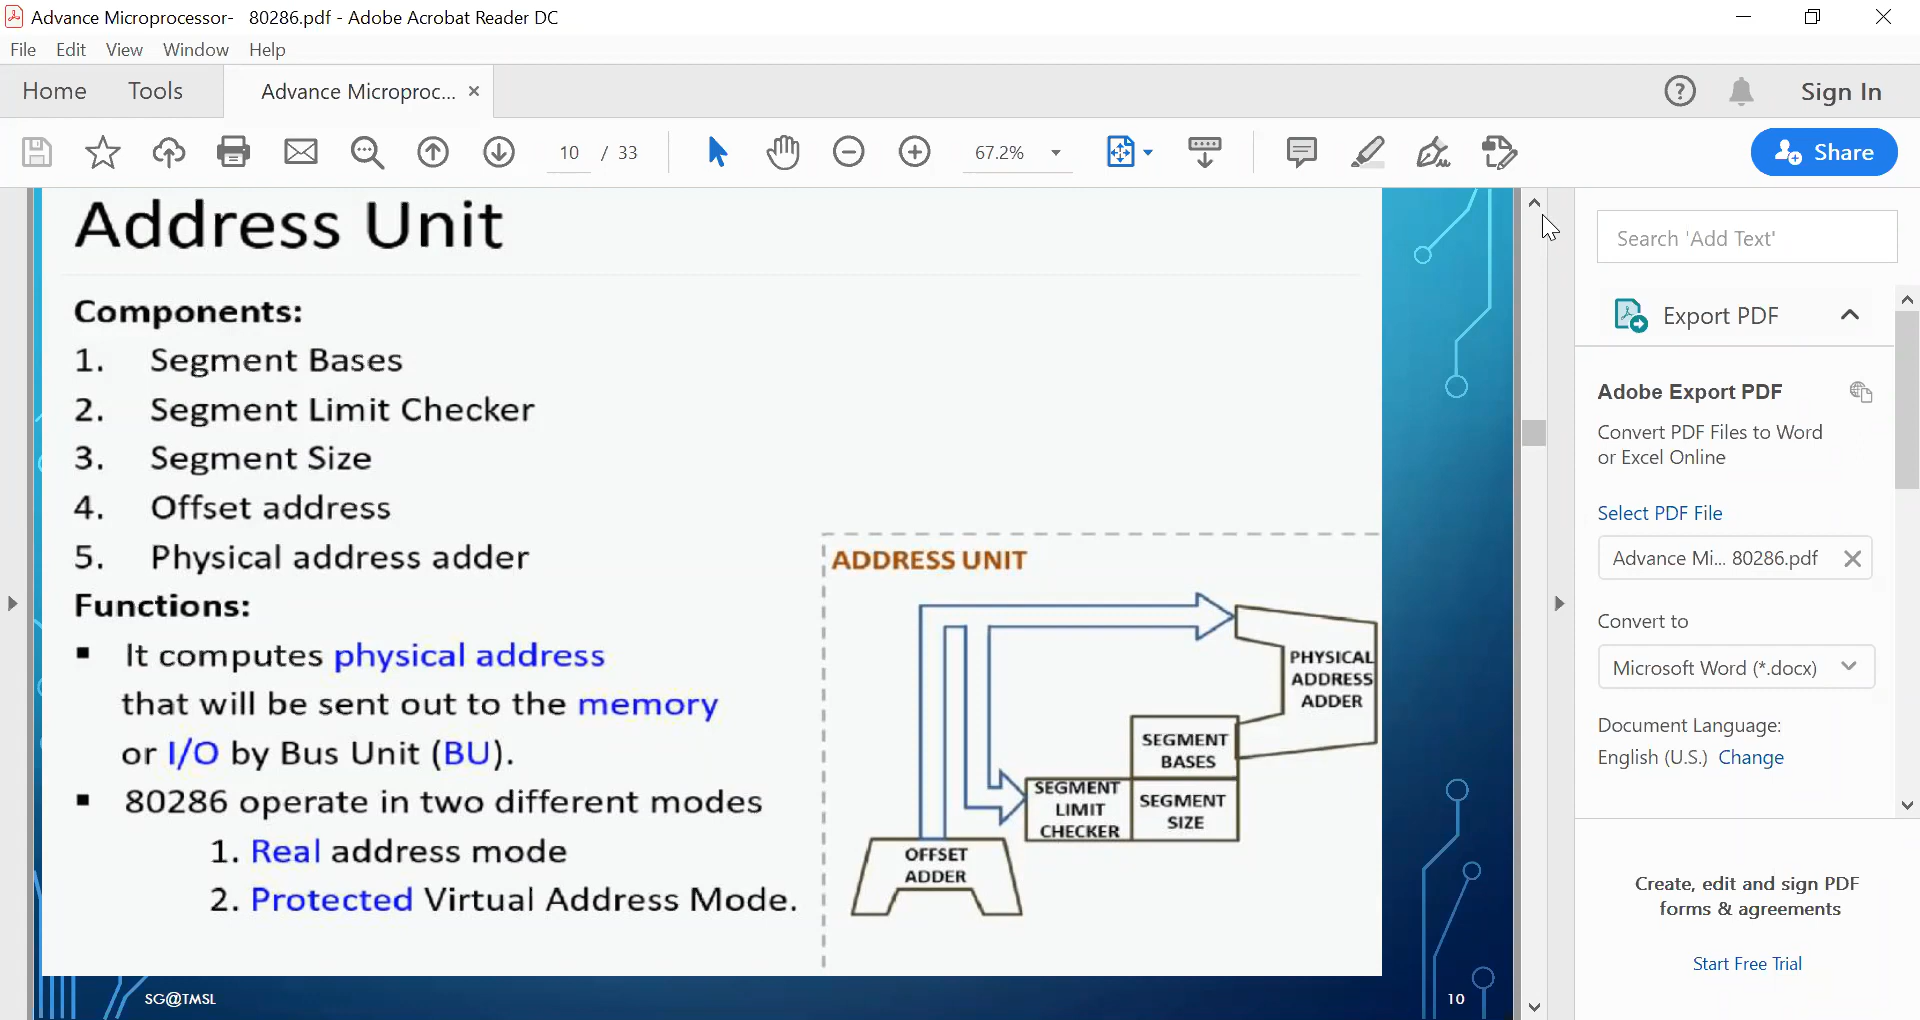 Advance Microprocessor-   80286.pdf - Adobe Acrobat Reader DC
File Edit View Window Help
Home Tools Advance Microproc... × Sign In
10 / 33 67.2% Share
Address Unit
Components:
1. Segment Bases
2. Segment Limit Checker
3. Segment Size
4. Offset address
5. Physical address adder
Functions:
▪ It computes physical address
that will be sent out to the memory
or I/O by Bus Unit (BU).
▪ 80286 operate in two different modes
1. Real address mode
2. Protected Virtual Address Mode.
ADDRESS UNIT
PHYSICAL
ADDRESS
ADDER
SEGMENT
BASES
SEGMENT
LIMIT
CHECKER
SEGMENT
SIZE
OFFSET
ADDER
SG@TMSL
10
Search 'Add Text'
Export PDF
Adobe Export PDF
Convert PDF Files to Word
or Excel Online
Select PDF File
Advance Mi... 80286.pdf
Convert to
Microsoft Word (*.docx)
Document Language:
English (U.S.) Change
Create, edit and sign PDF
forms & agreements
Start Free Trial